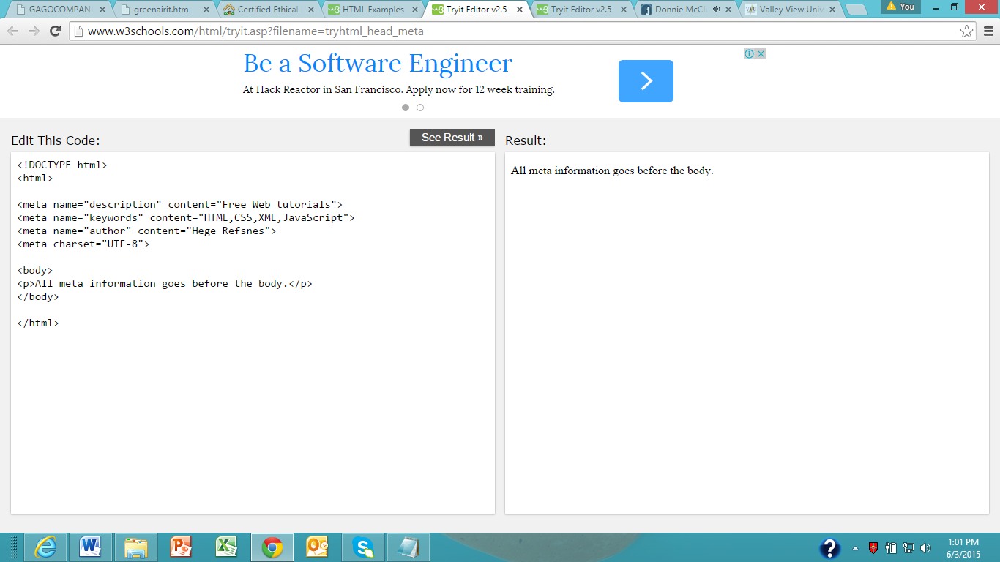 GAGOCOMPANI
greenairit.htm
Certified Ethical
HTML Examples
Tryit Editor v2.5
Tryit Editor v2.5
Donnie McCl
Valley View Univ
You
www.w3schools.com/html/tryit.asp?filename=tryhtml_head_meta
Be a Software Engineer
At Hack Reactor in San Francisco. Apply now for 12 week training.
Edit This Code:
See Result »
Result:
<!DOCTYPE html>
<html>
<meta name="description" content="Free Web tutorials">
<meta name="keywords" content="HTML,CSS,XML,JavaScript">
<meta name="author" content="Hege Refsnes">
<meta charset="UTF-8">
<body>
<p>All meta information goes before the body.</p>
</body>
</html>
All meta information goes before the body.
1:01 PM
6/3/2015